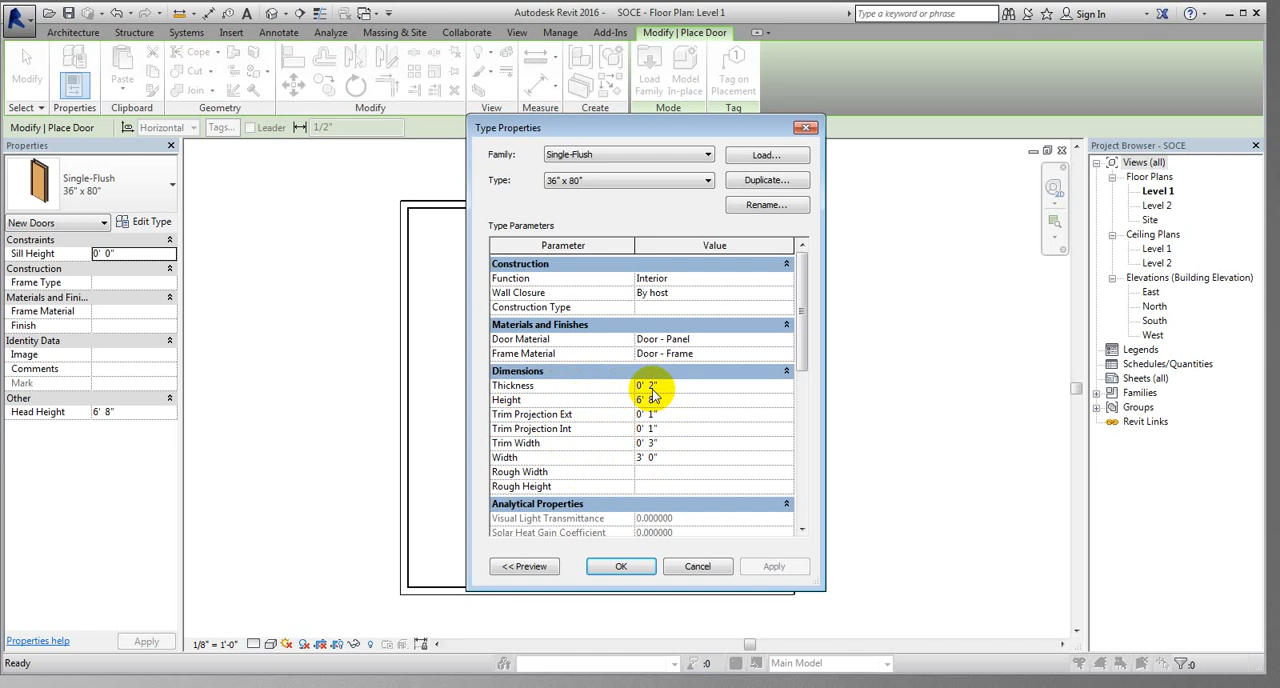 Autodesk Revit 2016 - SOCE - Floor Plan: Level 1
Type a keyword or phrase
Sign In
Architecture
Structure
Systems
Insert
Annotate
Analyze
Massing & Site
Collaborate
View
Manage
Add-Ins
Modify | Place Door
Modify
Paste
Cope
Cut
Join
Load Family
Model In-place
Tag on Placement
Select
Properties
Clipboard
Geometry
Modify
View
Measure
Create
Mode
Tag
Modify | Place Door
Horizontal
Tags...
Leader
1/2"
Properties
Single-Flush
36" x 80"
New Doors
Edit Type
Constraints
Sill Height 0' 0"
Construction
Frame Type
Materials and Fini...
Frame Material
Finish
Identity Data
Image
Comments
Mark
Other
Head Height 6' 8"
Properties help
Apply
Type Properties
Family: Single-Flush Load...
Type: 36" x 80" Duplicate...
Rename...
Type Parameters
Parameter Value
Construction
Function Interior
Wall Closure By host
Construction Type
Materials and Finishes
Door Material Door - Panel
Frame Material Door - Frame
Dimensions
Thickness 0' 2"
Height 6' 8"
Trim Projection Ext 0' 1"
Trim Projection Int 0' 1"
Trim Width 0' 3"
Width 3' 0"
Rough Width
Rough Height
Analytical Properties
Visual Light Transmittance 0.000000
Solar Heat Gain Coefficient 0.000000
<< Preview OK Cancel Apply
2D
Project Browser - SOCE
Views (all)
Floor Plans
Level 1
Level 2
Site
Ceiling Plans
Level 1
Level 2
Elevations (Building Elevation)
East
North
South
West
Legends
Schedules/Quantities
Sheets (all)
Families
Groups
Revit Links
1/8" = 1'-0"
Ready
:0
Main Model
:0